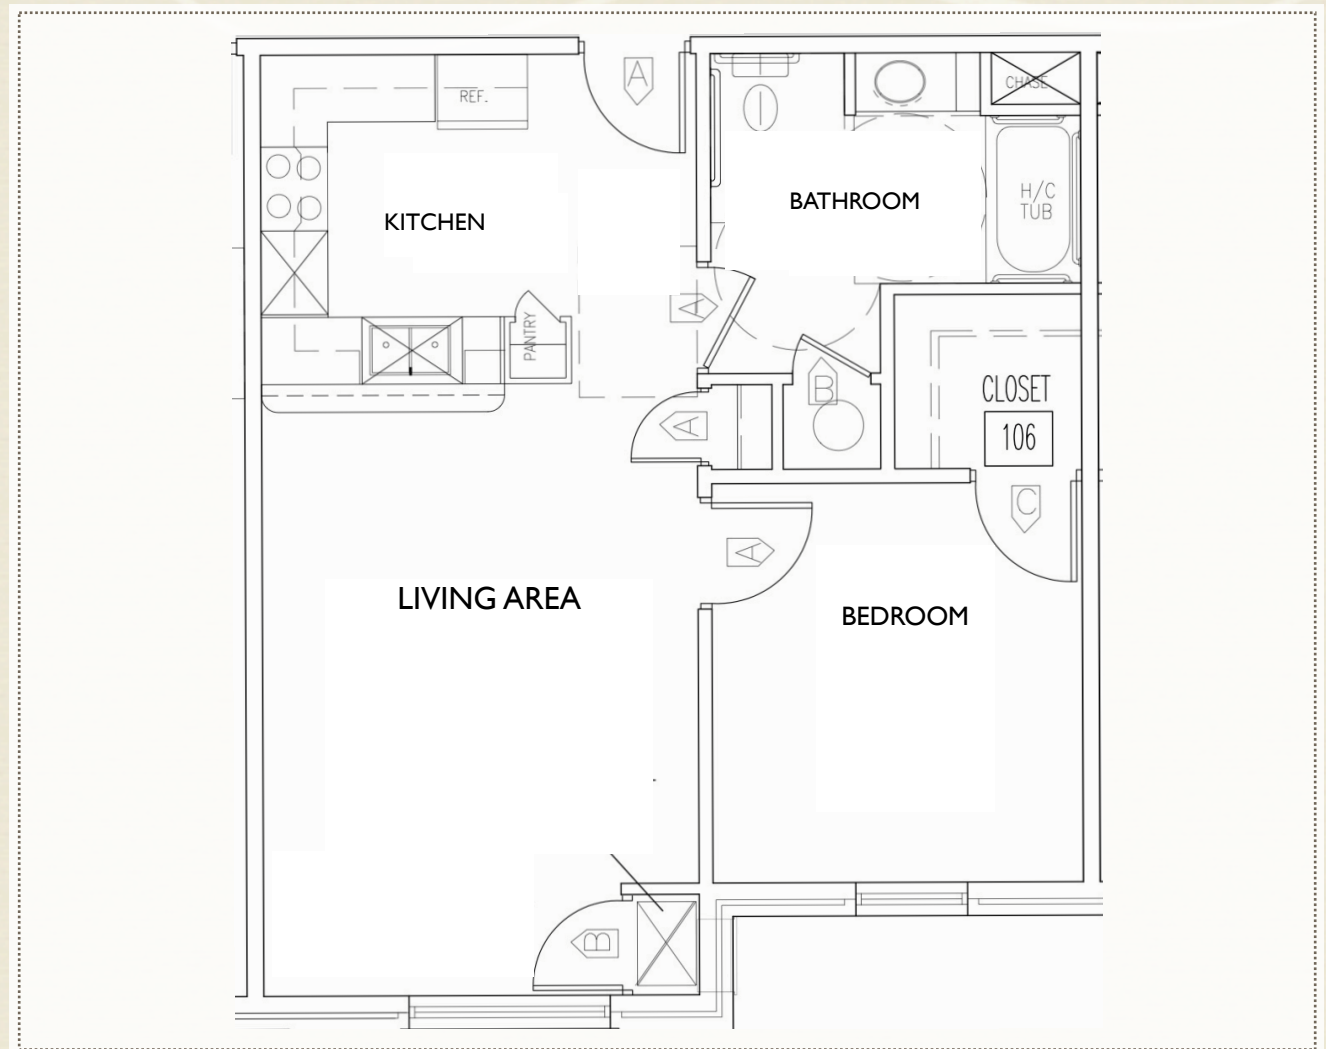 A
REF.
CHASE
H/C
TUB
BATHROOM
KITCHEN
A
PANTRY
B
CLOSET
106
A
C
A
LIVING AREA
BEDROOM
B